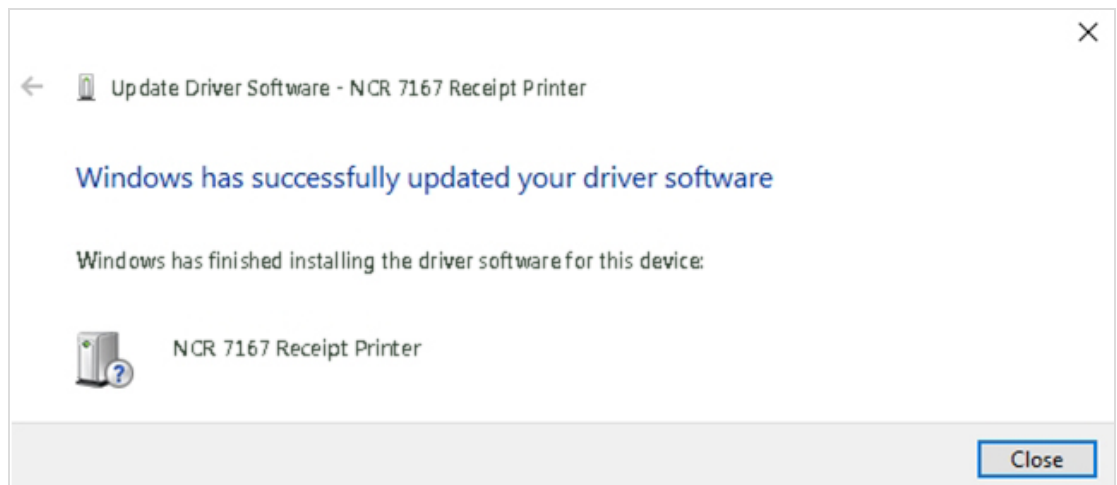 Update Driver Software - NCR 7167 Receipt Printer
Windows has successfully updated your driver software
Windows has finished installing the driver software for this device:
NCR 7167 Receipt Printer
Close